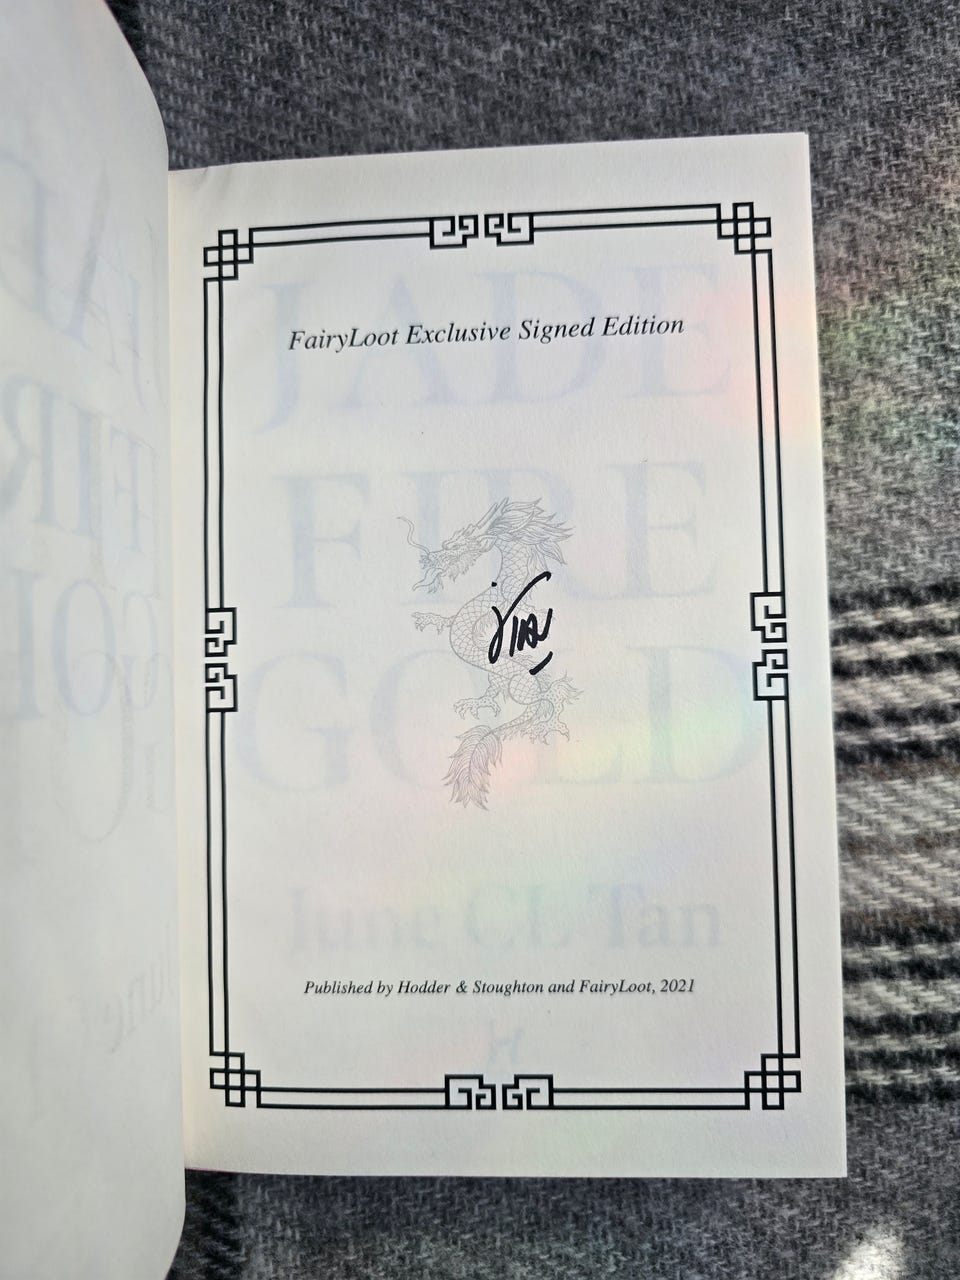 FairyLoot Exclusive Signed Edition
JADE
FIRE
GOLD
June CL Tan
Published by Hodder & Stoughton and FairyLoot, 2021